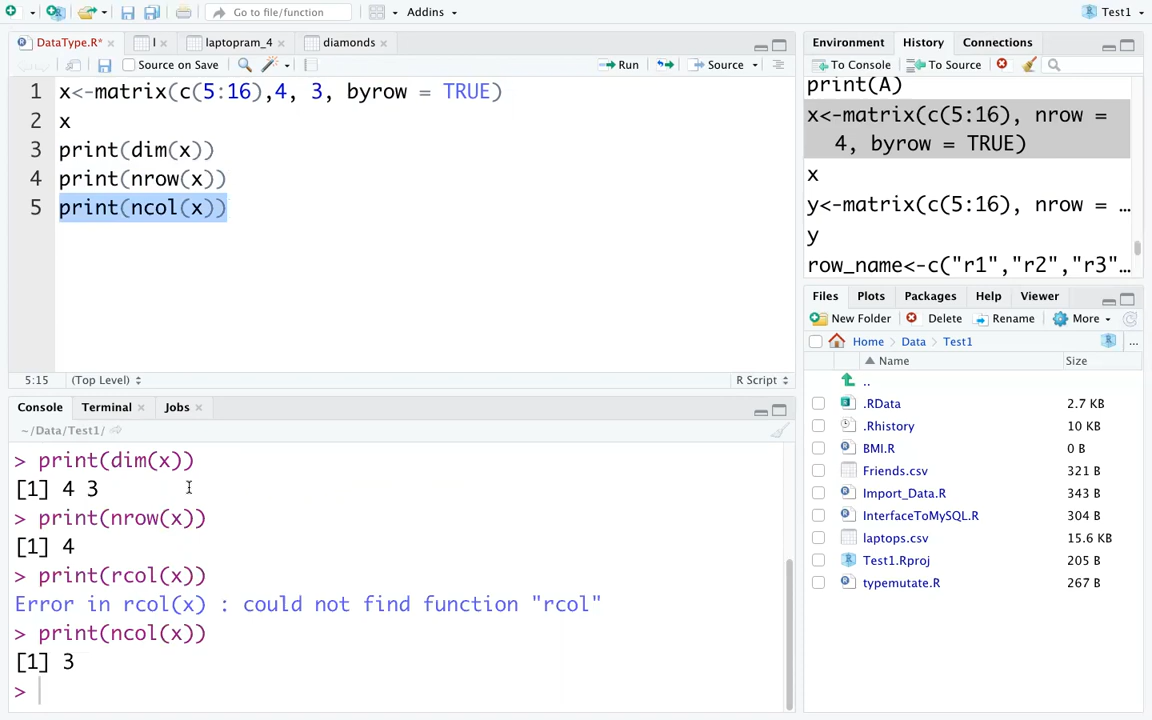 Go to file/function
Addins
Test1
DataType.R*
l
laptopram_4
diamonds
Source on Save
Run
Source
1 x<-matrix(c(5:16),4, 3, byrow = TRUE)
2 x
3 print(dim(x))
4 print(nrow(x))
5 print(ncol(x))
5:15 (Top Level) R Script
Console Terminal Jobs
~/Data/Test1/
> print(dim(x))
[1] 4 3
> print(nrow(x))
[1] 4
> print(rcol(x))
Error in rcol(x) : could not find function "rcol"
> print(ncol(x))
[1] 3
>
Environment History Connections
To Console To Source
print(A)
x<-matrix(c(5:16), nrow =
4, byrow = TRUE)
x
y<-matrix(c(5:16), nrow = …
y
row_name<-c("r1","r2","r3"…
Files Plots Packages Help Viewer
New Folder Delete Rename More
Home Data Test1 ...
Name Size
..
.RData 2.7 KB
.Rhistory 10 KB
BMI.R 0 B
Friends.csv 321 B
Import_Data.R 343 B
InterfaceToMySQL.R 304 B
laptops.csv 15.6 KB
Test1.Rproj 205 B
typemutate.R 267 B